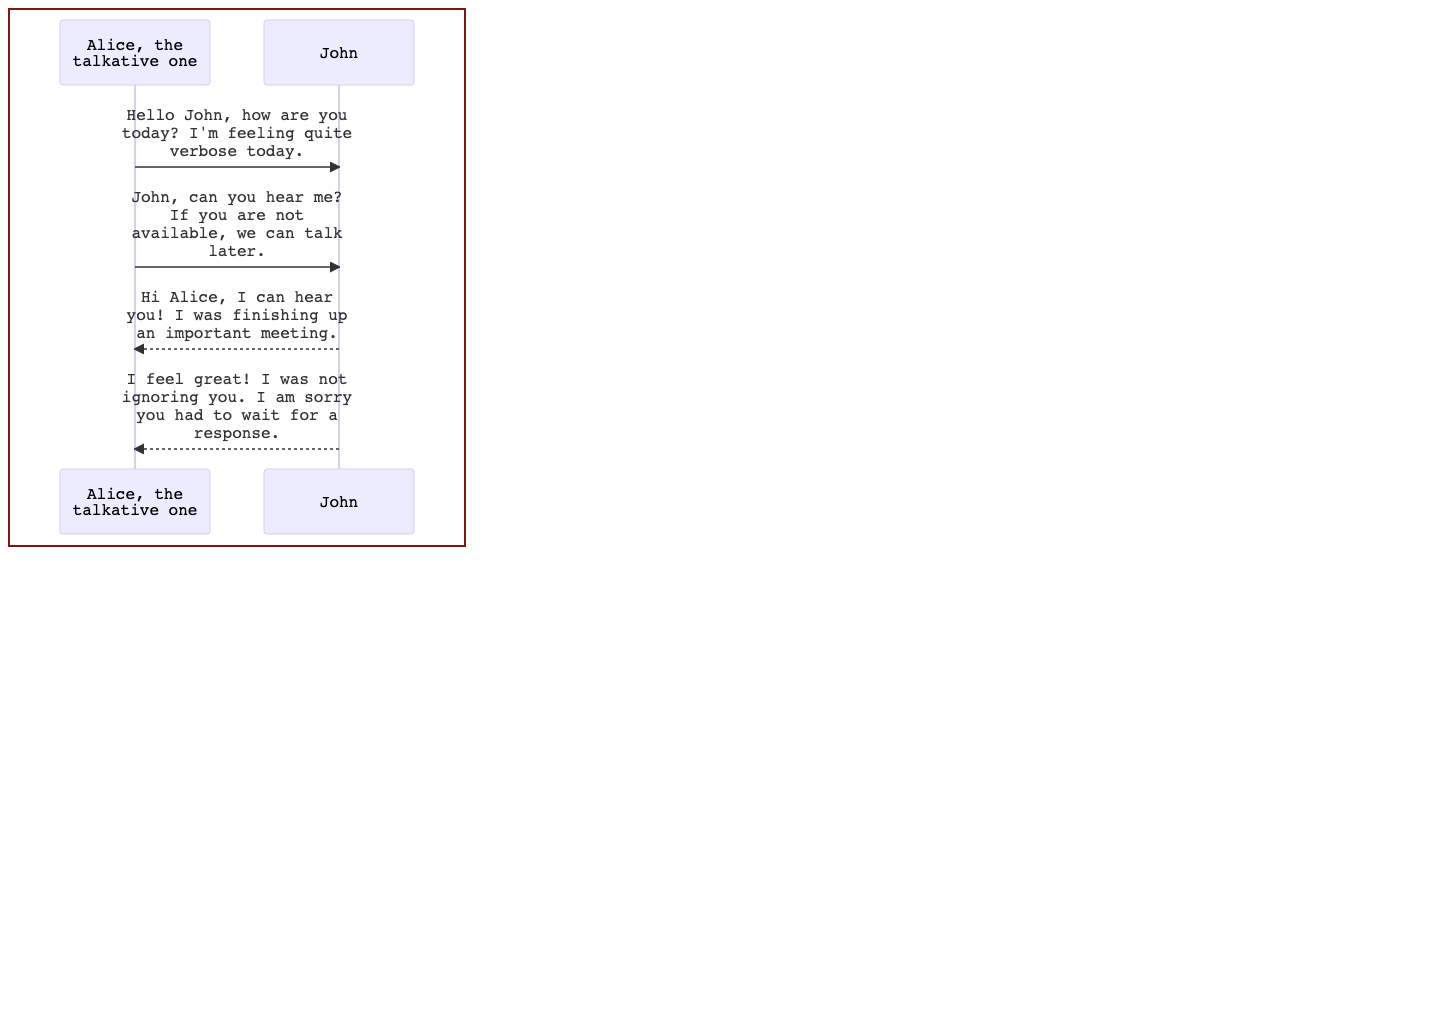 Alice, the
talkative one
John
Hello John, how are you
today? I'm feeling quite
verbose today.
John, can you hear me?
If you are not
available, we can talk
later.
Hi Alice, I can hear
you! I was finishing up
an important meeting.
I feel great! I was not
ignoring you. I am sorry
you had to wait for a
response.
Alice, the
talkative one
John